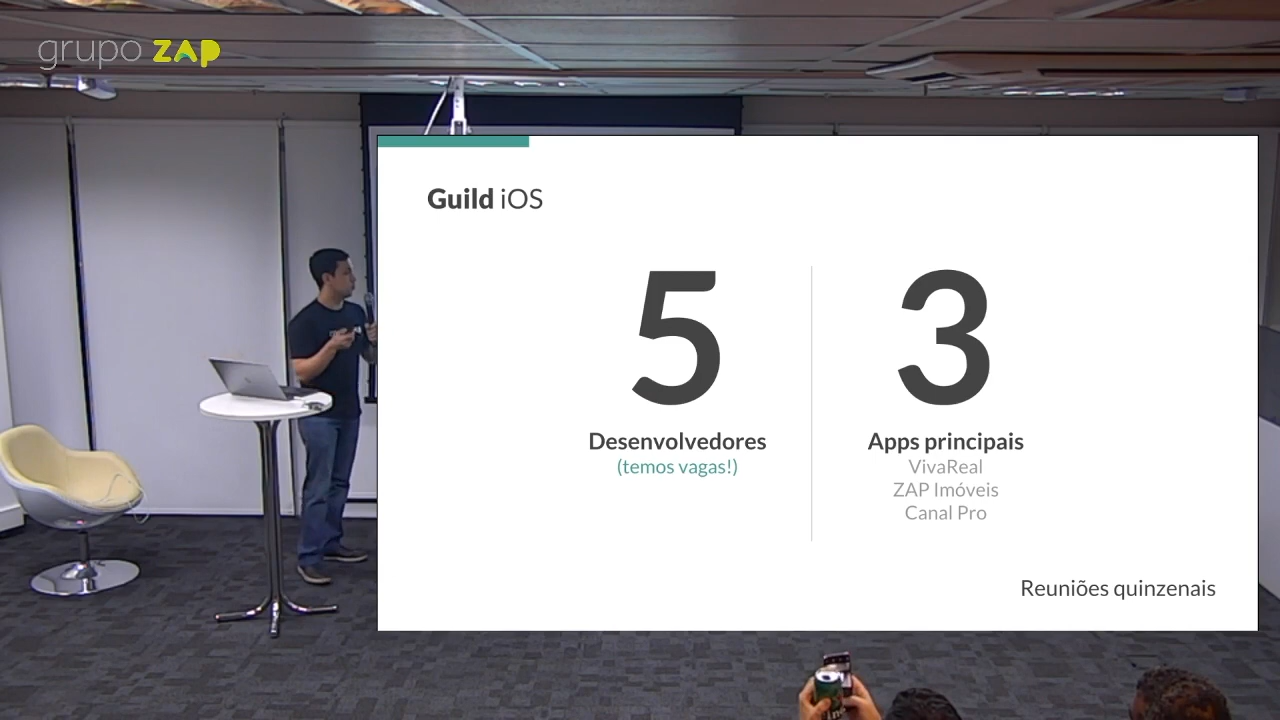 grupo ZAP
Guild iOS
5
Desenvolvedores
(temos vagas!)
3
Apps principais
VivaReal
ZAP Imóveis
Canal Pro
Reuniões quinzenais